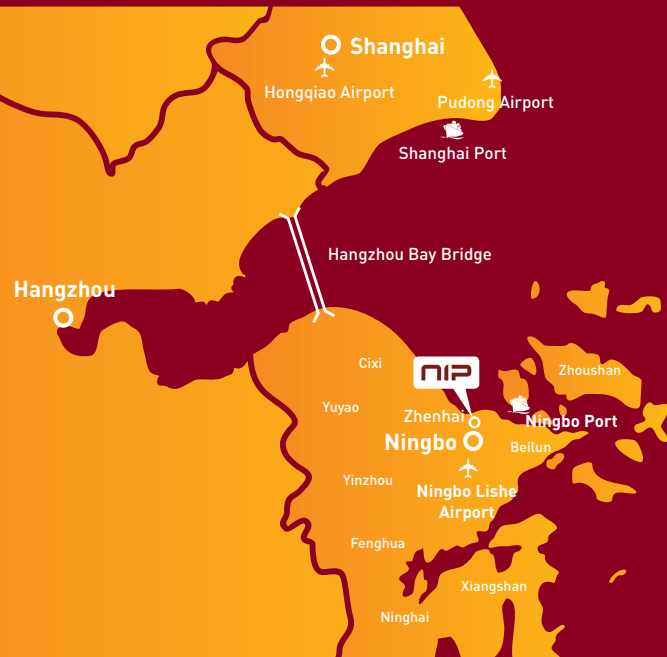 Shanghai
Hongqiao Airport
Pudong Airport
Shanghai Port
Hangzhou Bay Bridge
Hangzhou
Cixi
NIP
Zhoushan
Yuyao
Zhenhai
Ningbo Port
Ningbo
Beilun
Yinzhou
Ningbo Lishe
Airport
Fenghua
Xiangshan
Ninghai